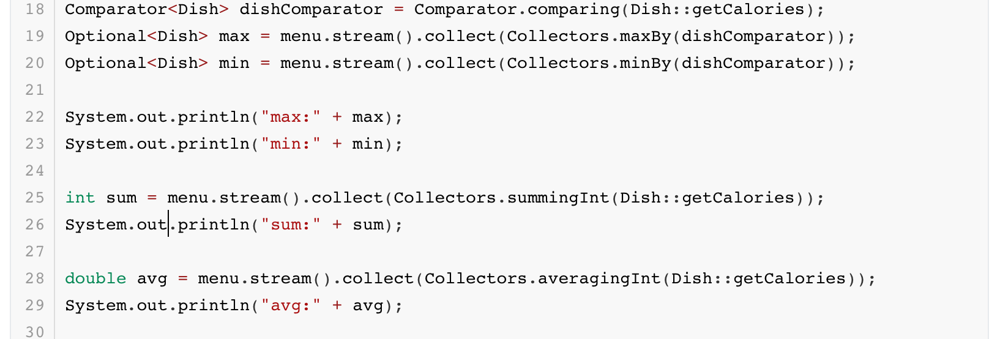 18 Comparator<Dish> dishComparator = Comparator.comparing(Dish::getCalories);
19 Optional<Dish> max = menu.stream().collect(Collectors.maxBy(dishComparator));
20 Optional<Dish> min = menu.stream().collect(Collectors.minBy(dishComparator));
21
22 System.out.println("max:" + max);
23 System.out.println("min:" + min);
24
25 int sum = menu.stream().collect(Collectors.summingInt(Dish::getCalories));
26 System.out.println("sum:" + sum);
27
28 double avg = menu.stream().collect(Collectors.averagingInt(Dish::getCalories));
29 System.out.println("avg:" + avg);
30